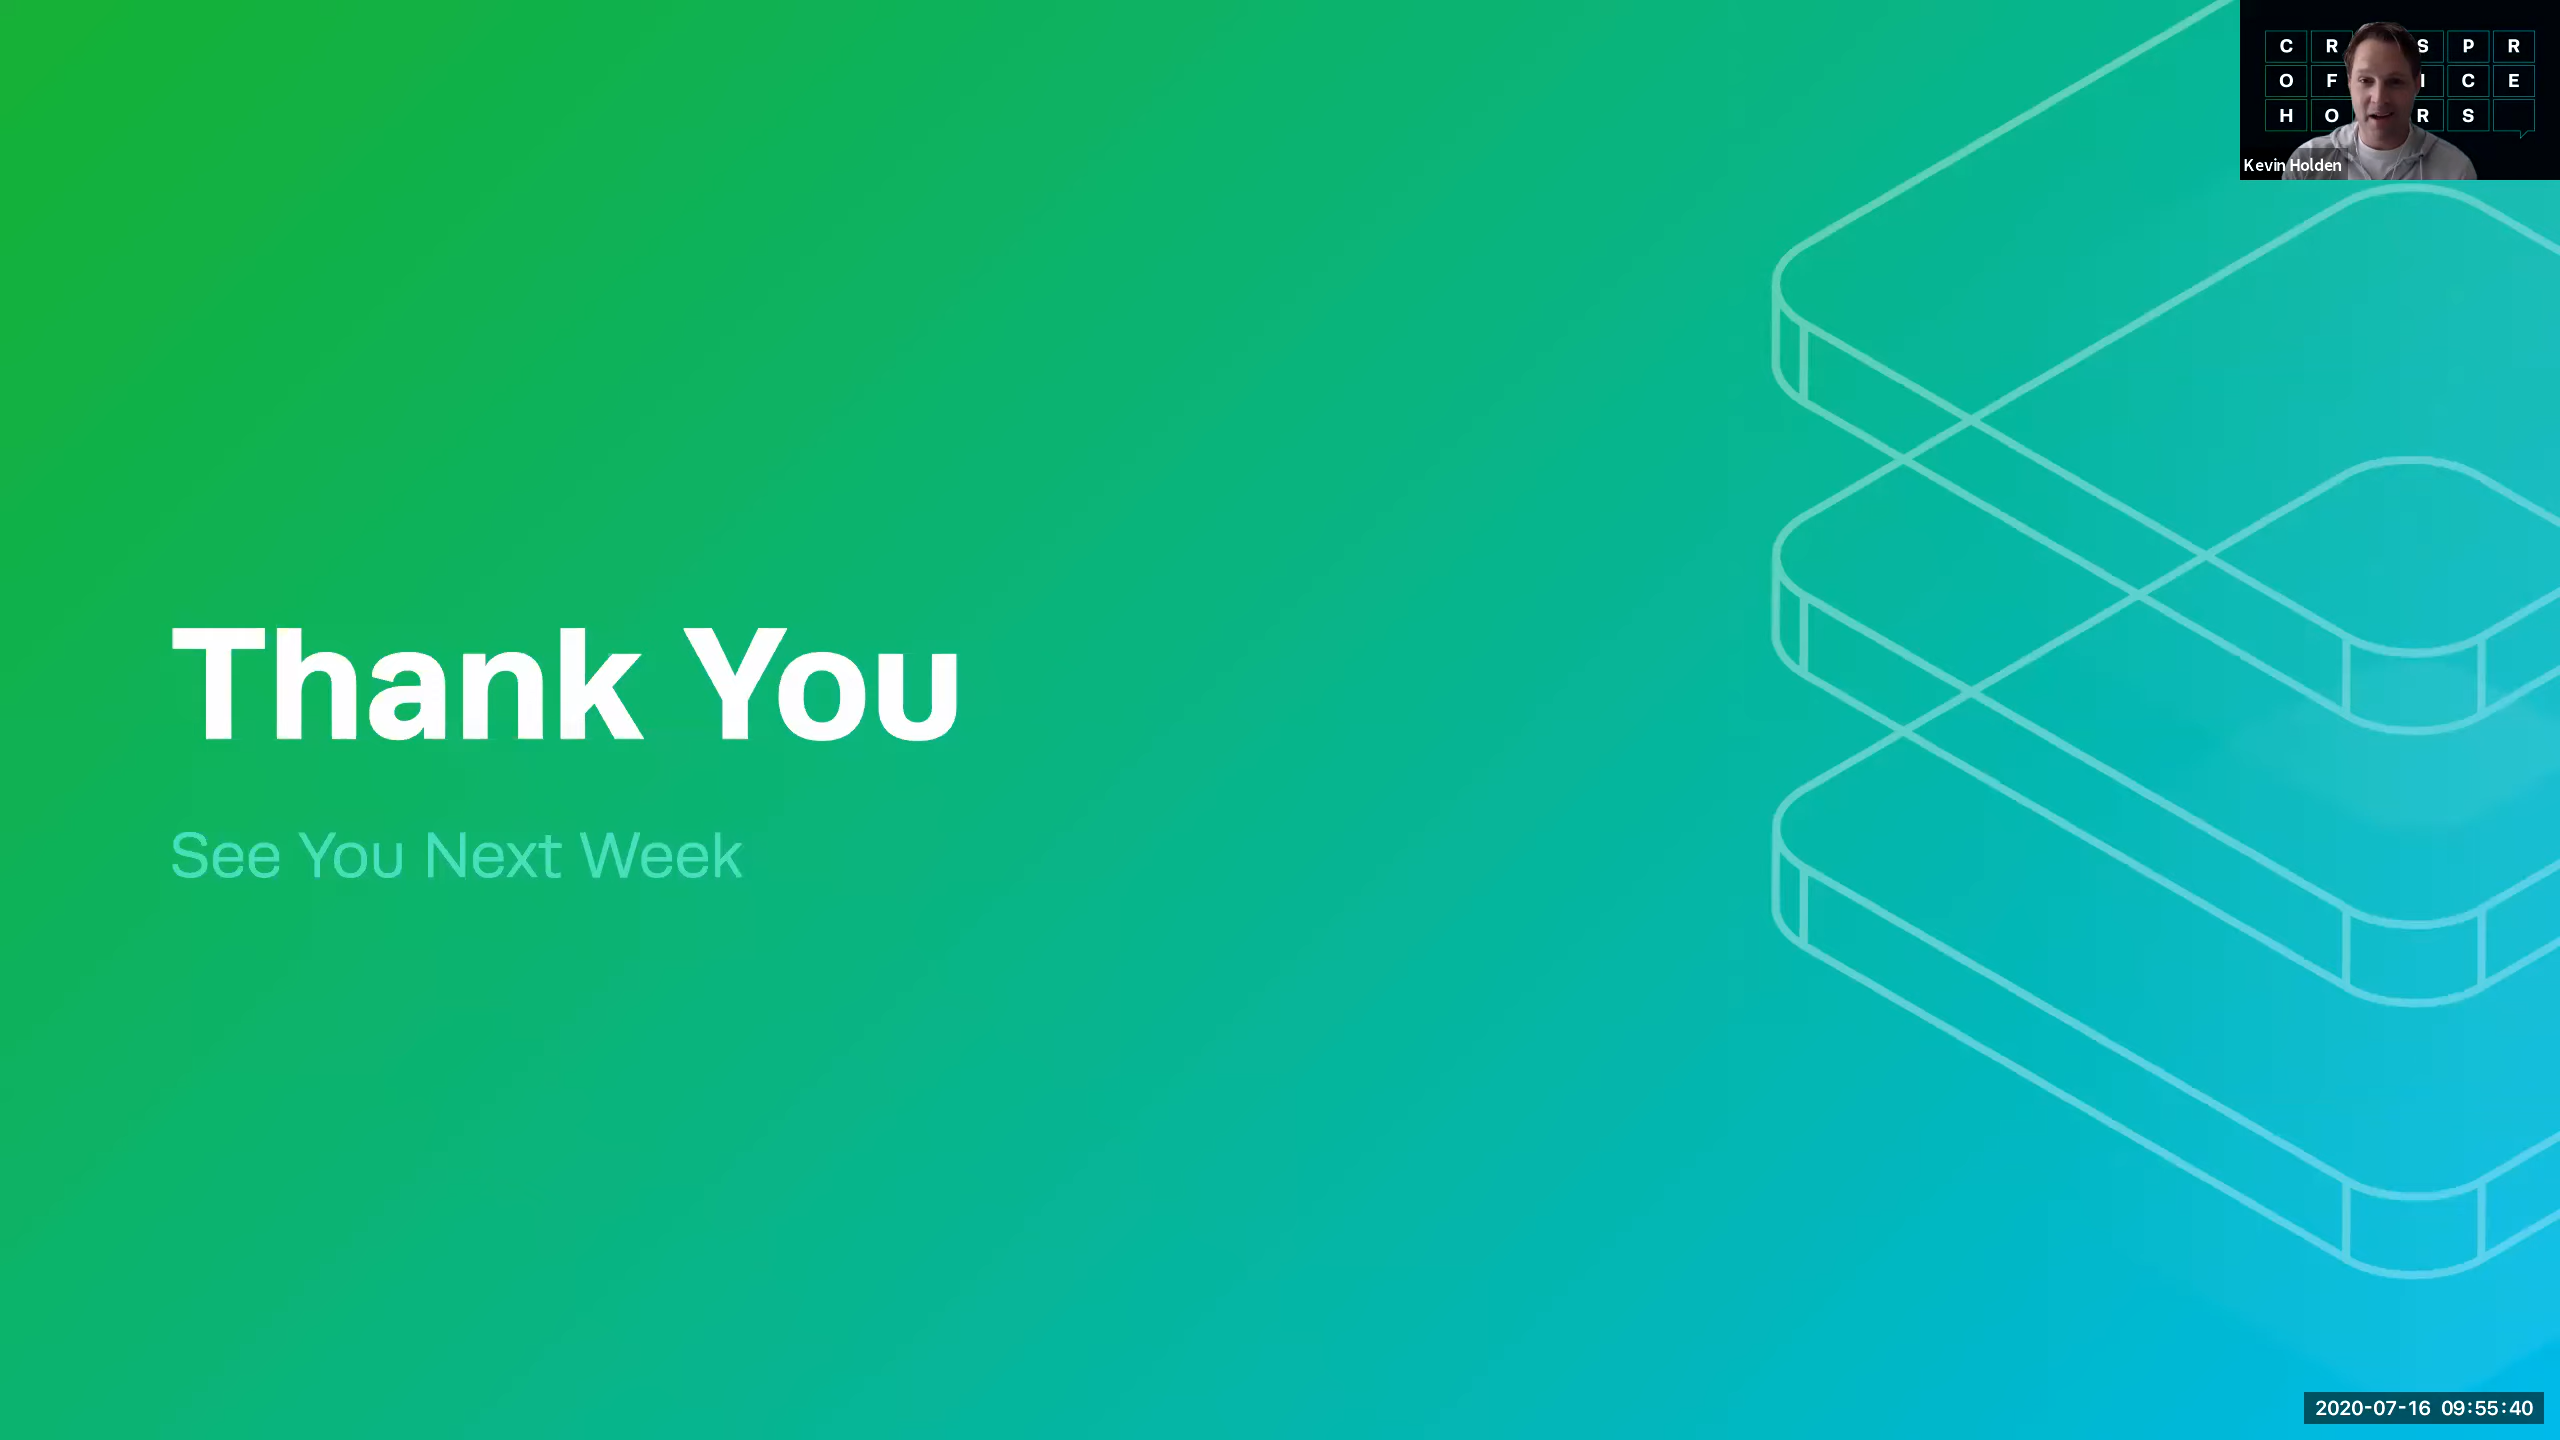 C R S P R
O F I C E
H O R S
Kevin Holden
Thank You
See You Next Week
2020-07-16 09:55:40